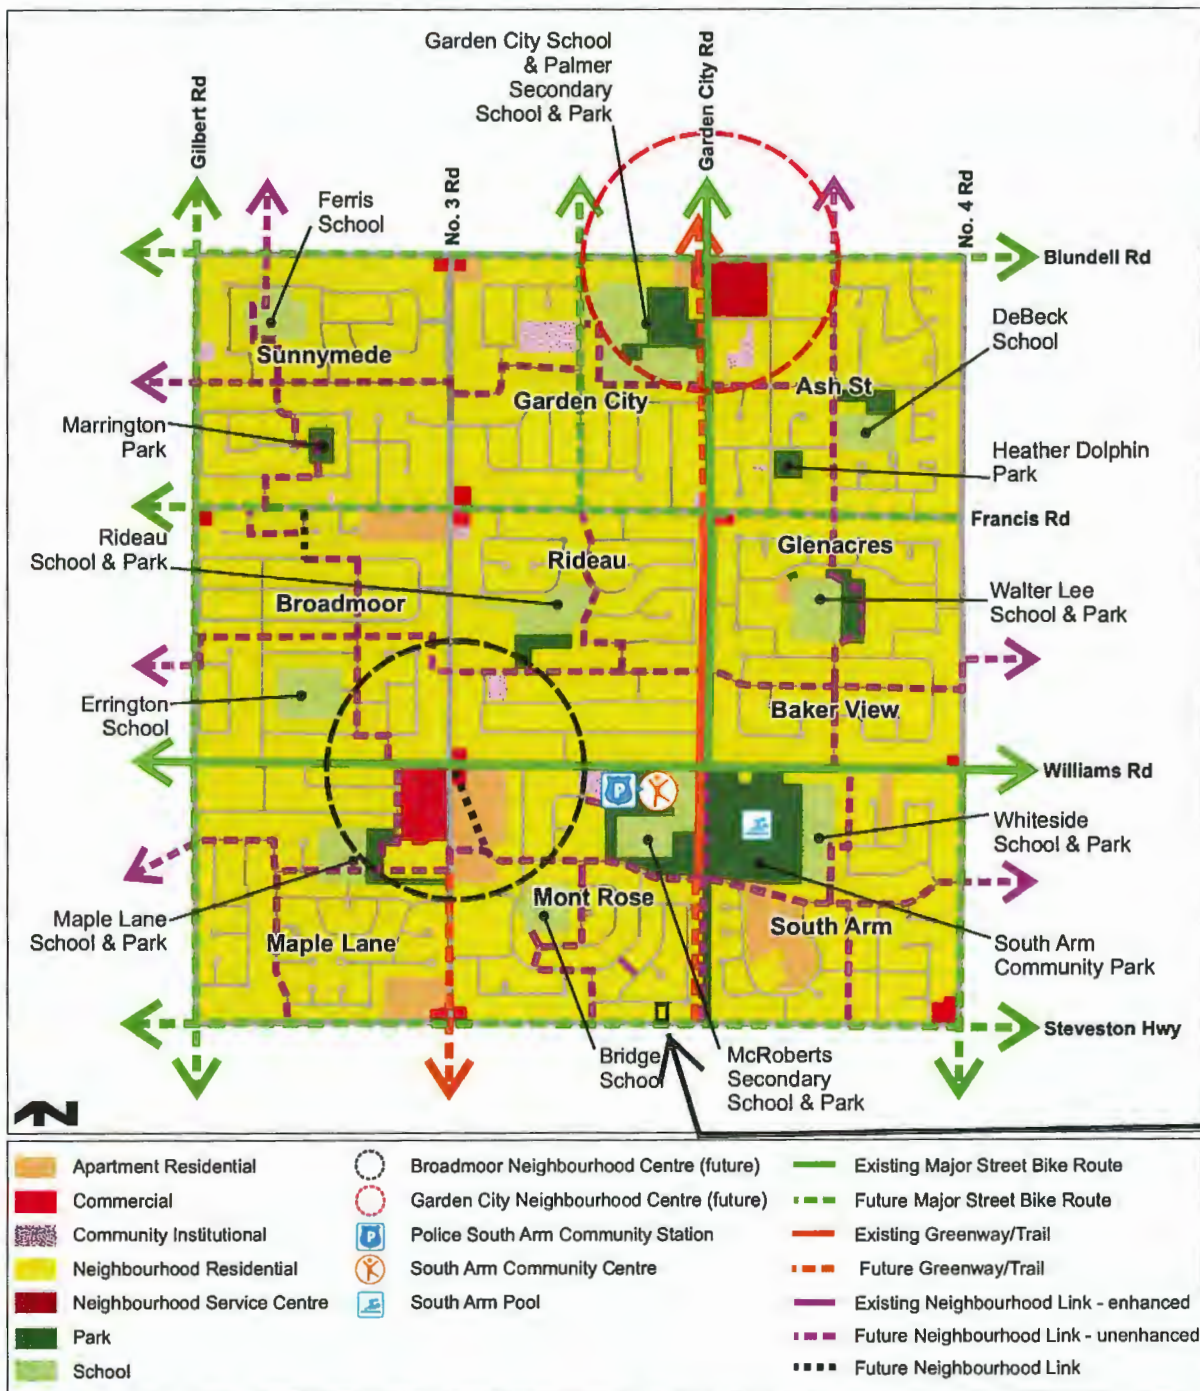 Garden City School
& Palmer
Secondary
School & Park
Gilbert Rd
No. 3 Rd
Garden City Rd
No. 4 Rd
Ferris
School
Blundell Rd
DeBeck
School
Sunnymede
Garden City
Ash St
Marrington
Park
Heather Dolphin
Park
Francis Rd
Rideau
School & Park
Rideau
Glenacres
Broadmoor
Walter Lee
School & Park
Errington
School
Baker View
Williams Rd
P
Whiteside
School & Park
Maple Lane
School & Park
Mont Rose
Maple Lane
South Arm
South Arm
Community Park
Steveston Hwy
Bridge
School
McRoberts
Secondary
School & Park
N
Apartment Residential
Commercial
Community Institutional
Neighbourhood Residential
Neighbourhood Service Centre
Park
School
Broadmoor Neighbourhood Centre (future)
Garden City Neighbourhood Centre (future)
P
Police South Arm Community Station
South Arm Community Centre
South Arm Pool
Existing Major Street Bike Route
Future Major Street Bike Route
Existing Greenway/Trail
Future Greenway/Trail
Existing Neighbourhood Link - enhanced
Future Neighbourhood Link - unenhanced
Future Neighbourhood Link